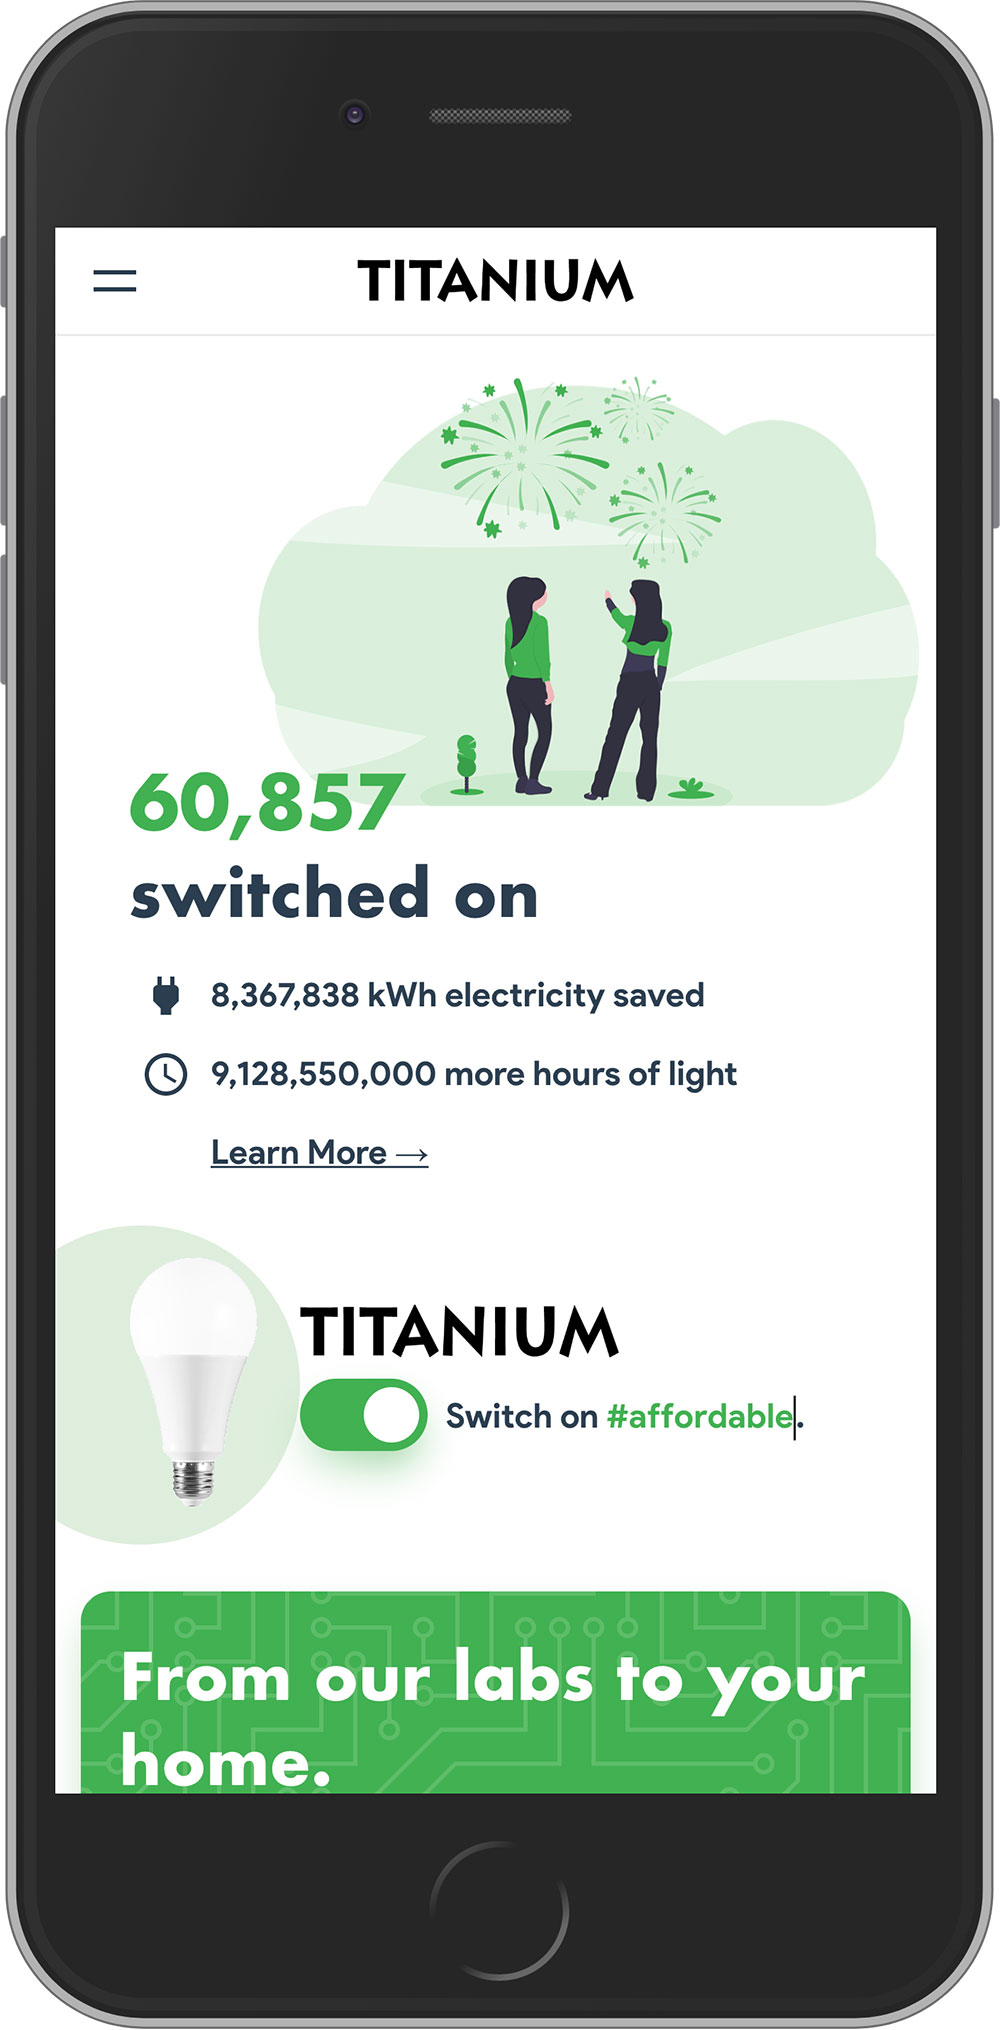 TITANIUM
60,857
switched on
8,367,838 kWh electricity saved
9,128,550,000 more hours of light
Learn More →
TITANIUM
Switch on #affordable.
From our labs to your
home.